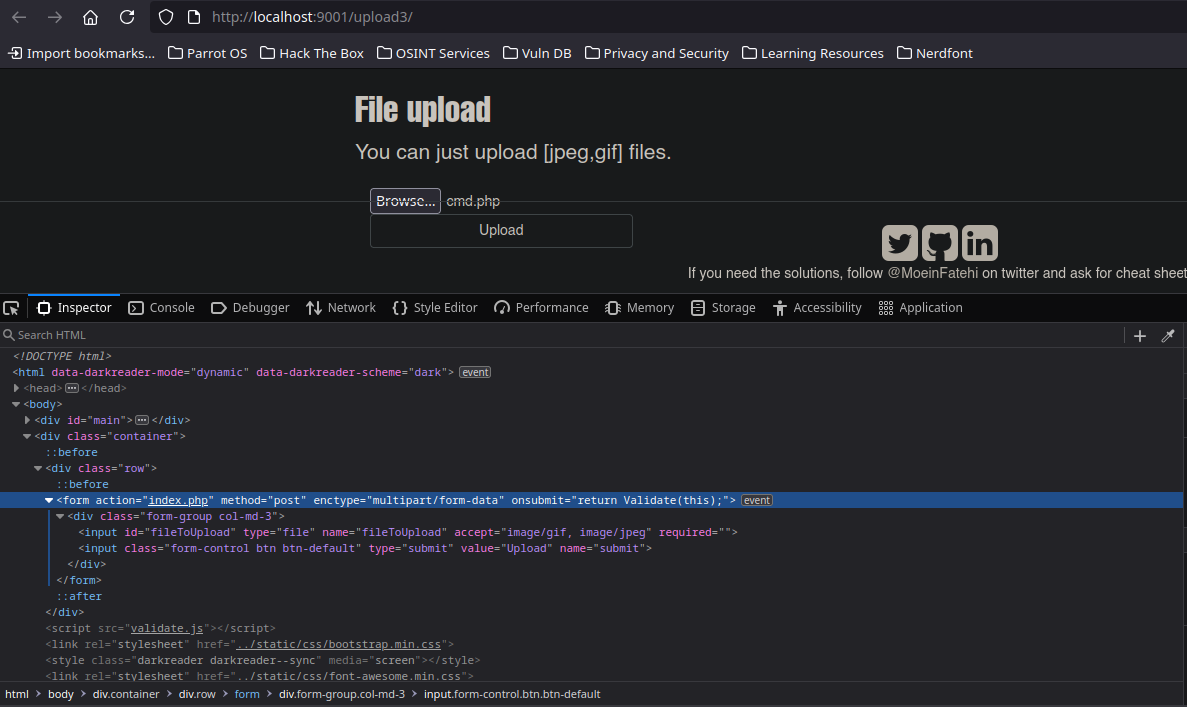 http://localhost:9001/upload3/
Import bookmarks... Parrot OS Hack The Box OSINT Services Vuln DB Privacy and Security Learning Resources Nerdfont
File upload
You can just upload [jpeg,gif] files.
Browse... cmd.php
Upload
If you need the solutions, follow @MoeinFatehi on twitter and ask for cheat sheet
Inspector Console Debugger Network Style Editor Performance Memory Storage Accessibility Application
Search HTML
<!DOCTYPE html>
<html data-darkreader-mode="dynamic" data-darkreader-scheme="dark"> event
<head> ••• </head>
<body>
<div id="main"> ••• </div>
<div class="container">
::before
<div class="row">
::before
<form action="index.php" method="post" enctype="multipart/form-data" onsubmit="return Validate(this);"> event
<div class="form-group col-md-3">
<input id="fileToUpload" type="file" name="fileToUpload" accept="image/gif, image/jpeg" required="">
<input class="form-control btn btn-default" type="submit" value="Upload" name="submit">
</div>
</form>
::after
</div>
<script src="validate.js"></script>
<link rel="stylesheet" href="../static/css/bootstrap.min.css">
<style class="darkreader darkreader--sync" media="screen"></style>
<link rel="stylesheet" href="../static/css/font-awesome.min.css">
html > body > div.container > div.row > form > div.form-group.col-md-3 > input.form-control.btn.btn-default